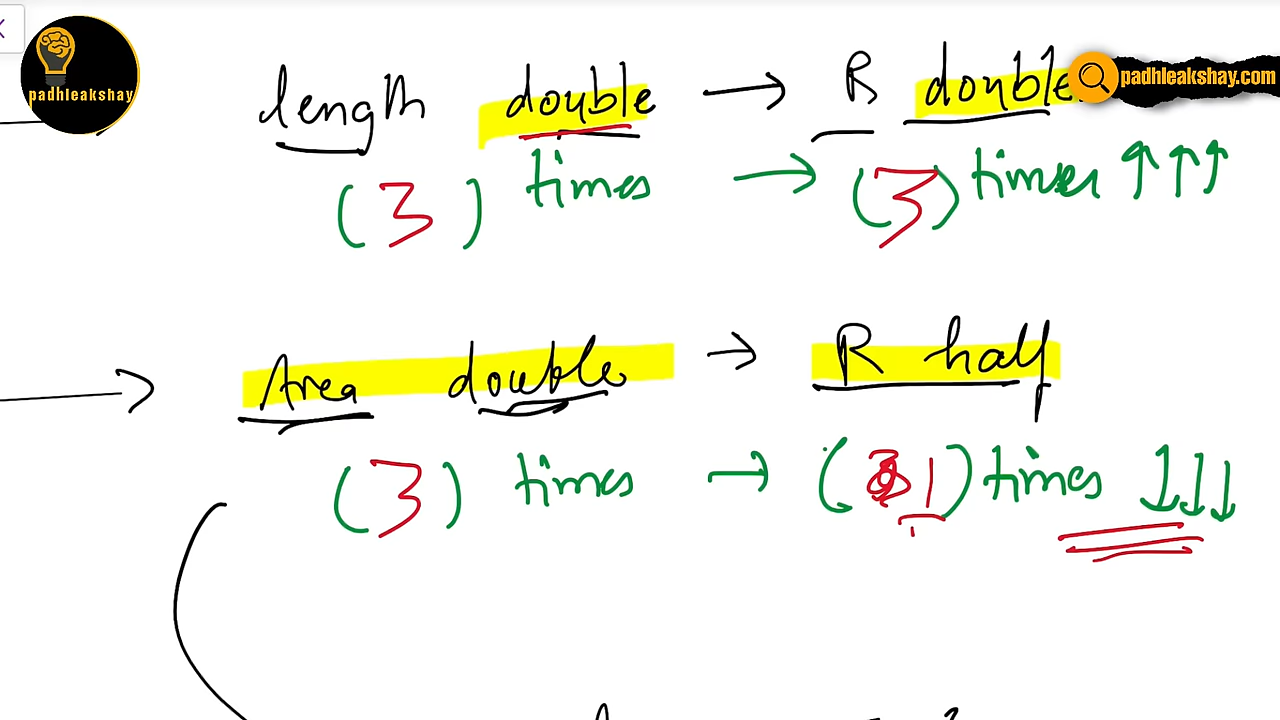 padhleakshay
padhleakshay.com
length double → R double
(3) times → (3) times ↑↑↑
Area double → R half
(3) times → ( 1 ) times ↓↓↓